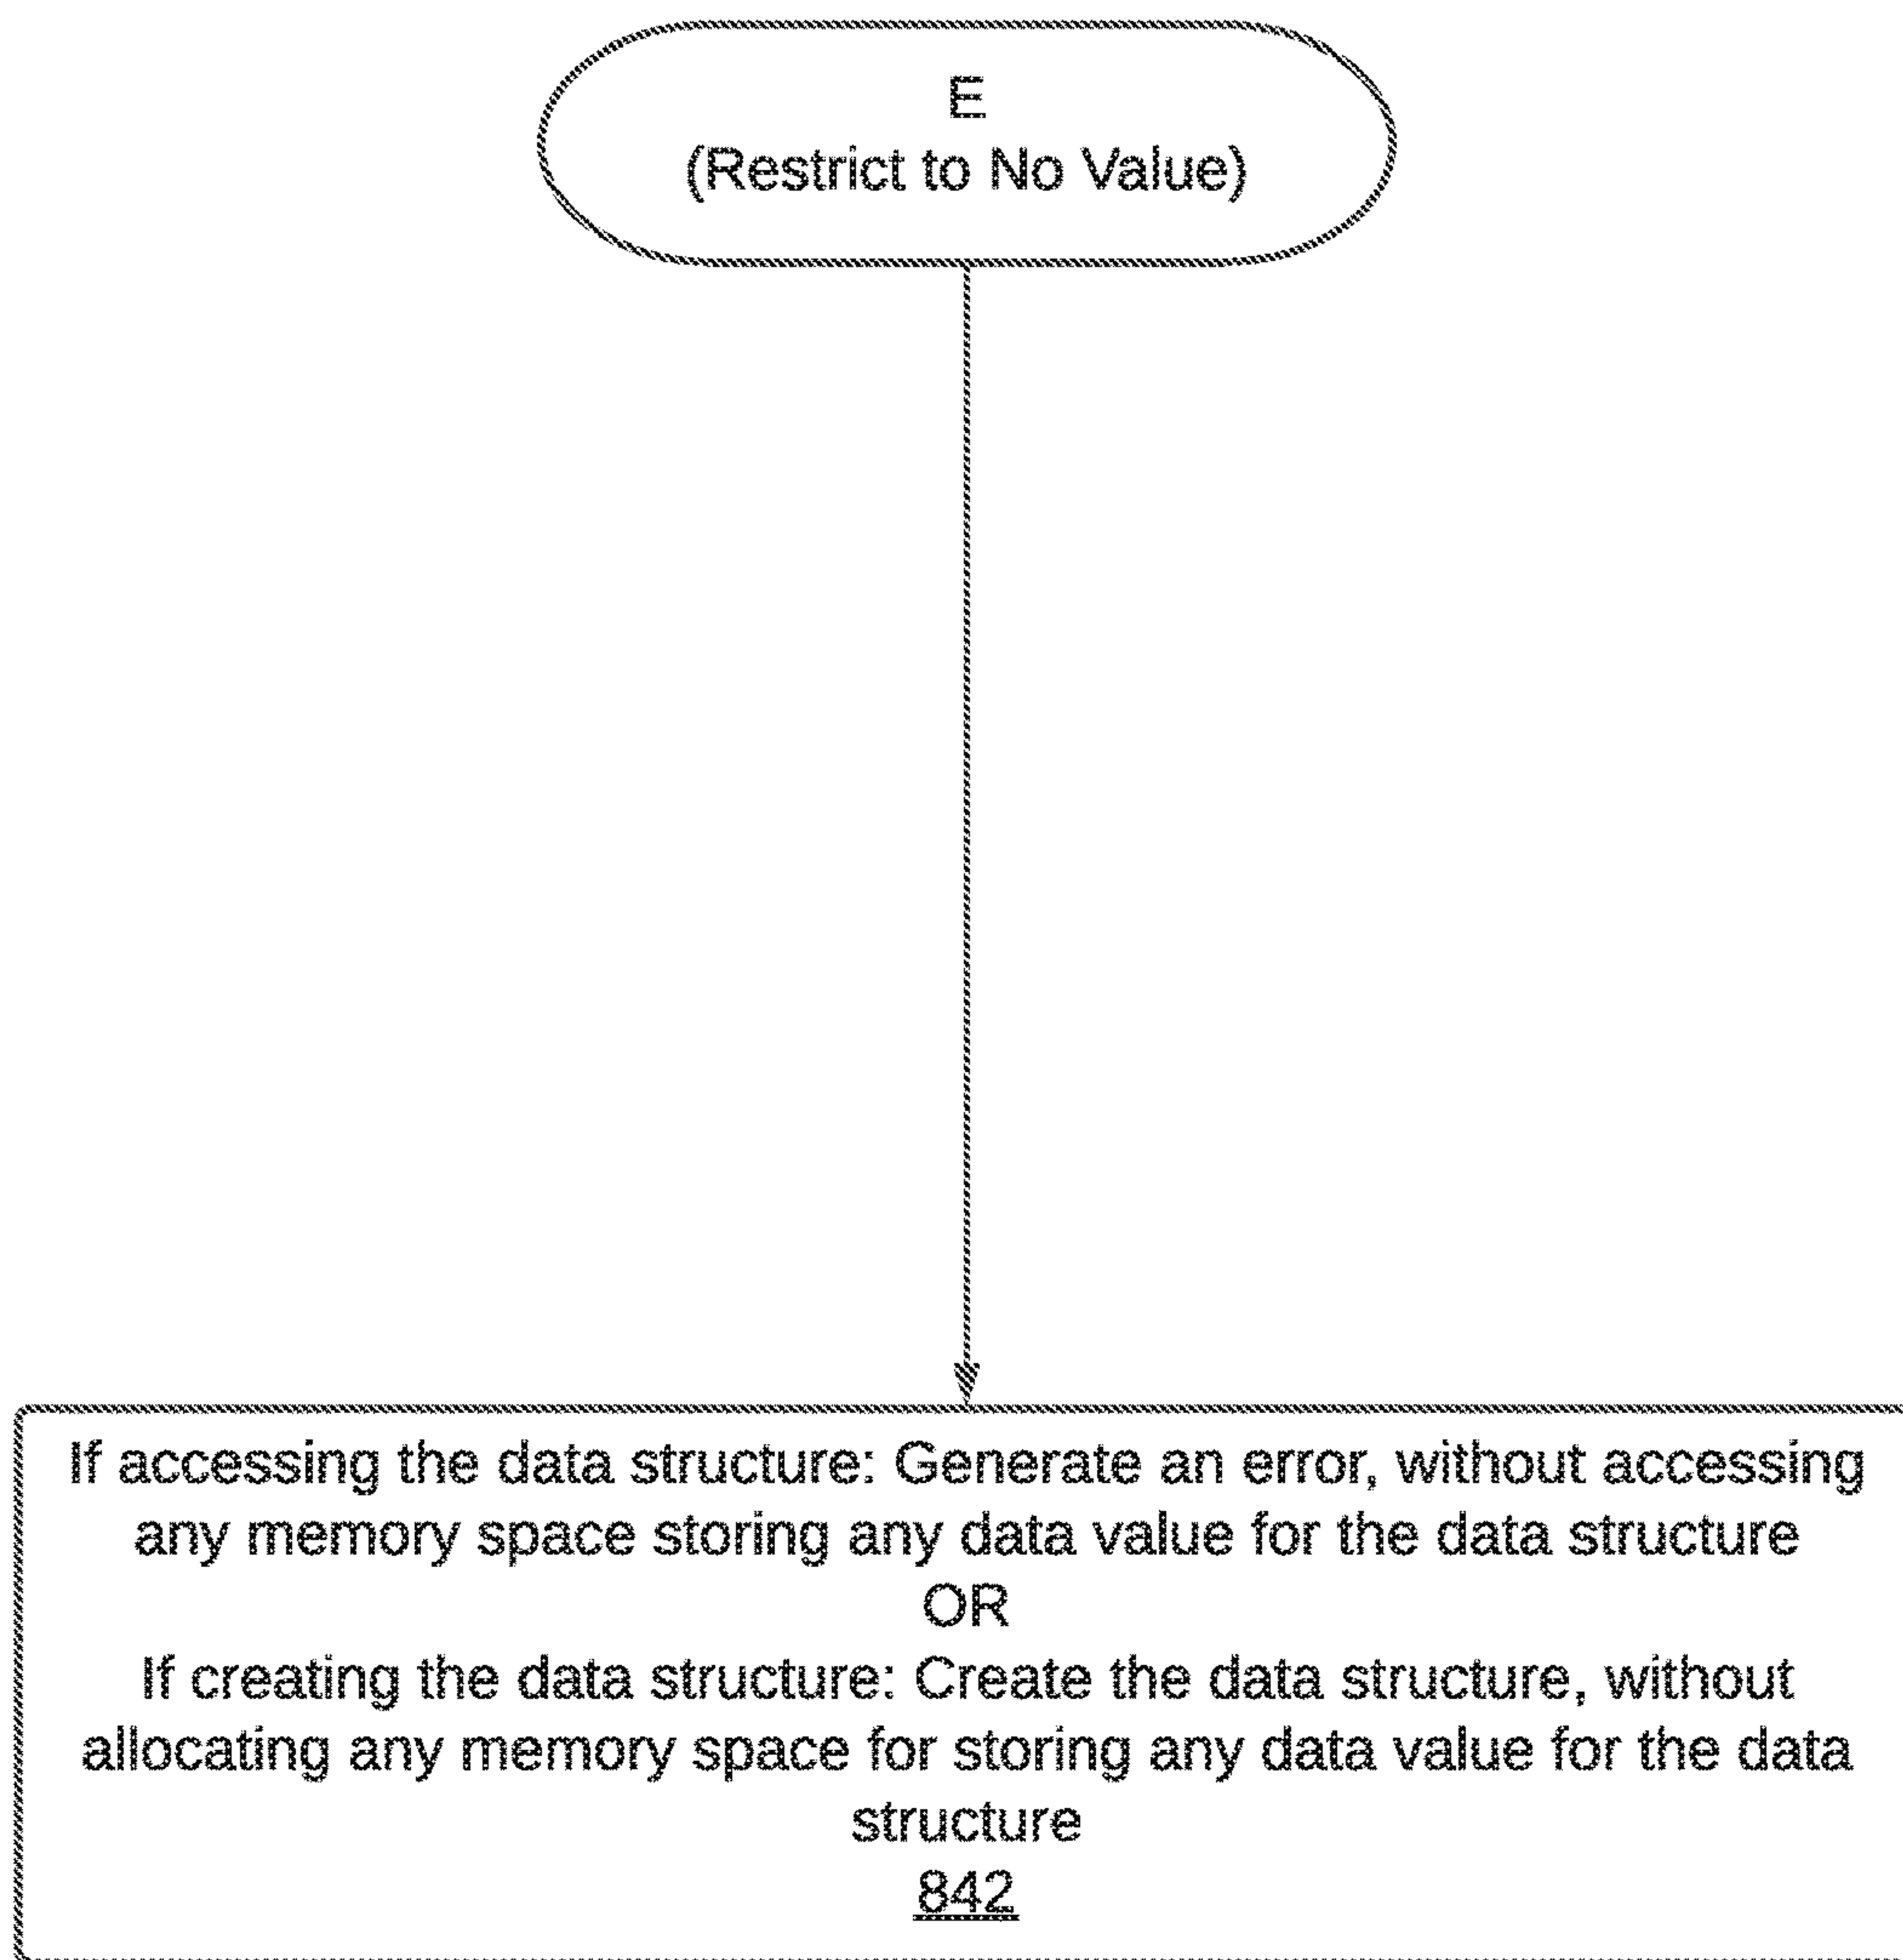 E
(Restrict to No Value)
If accessing the data structure: Generate an error, without accessing
any memory space storing any data value for the data structure
OR
If creating the data structure: Create the data structure, without
allocating any memory space for storing any data value for the data
structure
842